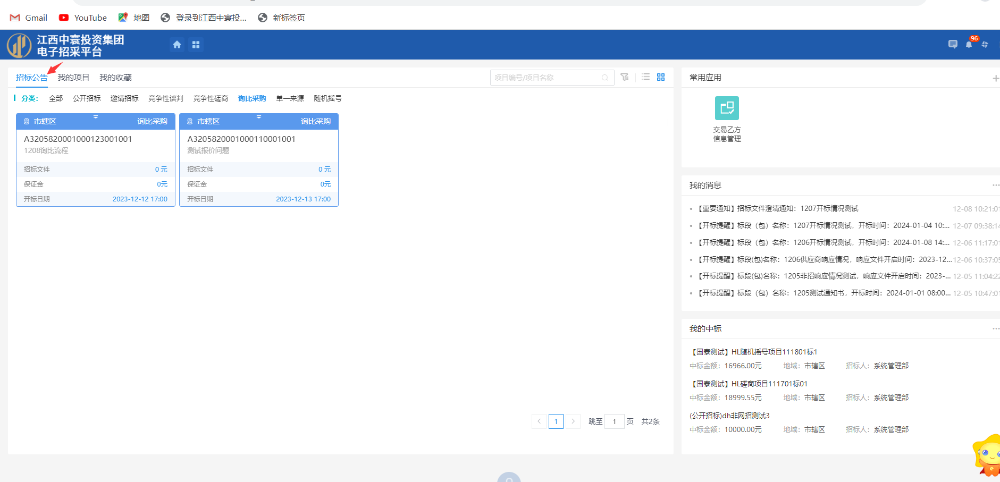 Gmail YouTube 地图 登录到江西中寰投... 新标签页
江西中寰投资集团
电子招采平台
96
招标公告 我的项目 我的收藏
项目编号/项目名称
分类： 全部 公开招标 邀请招标 竞争性谈判 竞争性磋商 询比采购 单一来源 随机摇号
市辖区 询比采购
A3205820001000123001001
1208询比流程
招标文件 0 元
保证金 0元
开标日期 2023-12-12 17:00
市辖区 询比采购
A3205820001000110001001
测试报价问题
招标文件 0 元
保证金 0元
开标日期 2023-12-13 17:00
1 跳至 1 页 共2条
常用应用
交易乙方
信息管理
我的消息
【重要通知】招标文件澄清通知：1207开标情况测试 12-08 10:21:01
【开标提醒】标段（包）名称：1207开标情况测试，开标时间：2024-01-04 10:... 12-07 09:38:14
【开标提醒】标段（包）名称：1206开标情况测试，开标时间：2024-01-08 14:... 12-06 11:17:01
【开标提醒】标段(包)名称：1206供应商响应情况，响应文件开启时间：2023-12... 12-06 10:37:05
【开标提醒】标段(包)名称：1205非招响应情况测试，响应文件开启时间：2023-... 12-05 11:04:22
【开标提醒】标段（包）名称：1205测试通知书，开标时间：2024-01-01 08:00... 12-05 10:47:01
我的中标
【国泰测试】HL随机摇号项目111801标1
中标金额：16966.00元 地域：市辖区 招标人：系统管理部
【国泰测试】HL磋商项目111701标01
中标金额：18999.55元 地域：市辖区 招标人：系统管理部
(公开招标)dh非网招测试3
中标金额：10000.00元 地域：市辖区 招标人：系统管理部